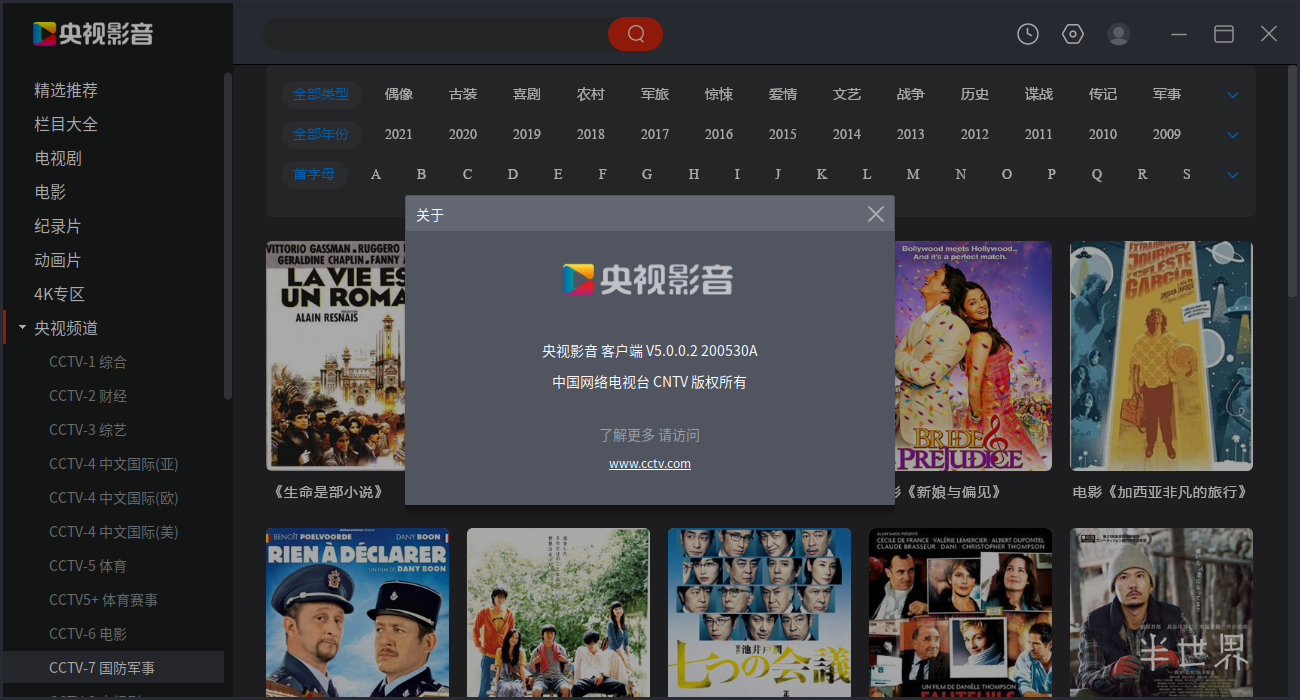 央视影音
精选推荐
栏目大全
电视剧
电影
纪录片
动画片
4K专区
央视频道
CCTV-1 综合
CCTV-2 财经
CCTV-3 综艺
CCTV-4 中文国际(亚)
CCTV-4 中文国际(欧)
CCTV-4 中文国际(美)
CCTV-5 体育
CCTV5+ 体育赛事
CCTV-6 电影
CCTV-7 国防军事
全部类型 偶像 古装 喜剧 农村 军旅 惊悚 爱情 文艺 战争 历史 谍战 传记 军事
全部年份 2021 2020 2019 2018 2017 2016 2015 2014 2013 2012 2011 2010 2009
首字母 A B C D E F G H I J K L M N O P Q R S
关于
央视影音
央视影音 客户端 V5.0.0.2 200530A
中国网络电视台 CNTV 版权所有
了解更多 请访问
www.cctv.com
VITTORIO GASSMAN. RUGGERO
GERALDINE CHAPLIN. FANNY
LA VIE ES
UN ROMA
ALAIN RESNAIS
《生命是部小说》
Bollywood meets Hollywood...
And it's a perfect match.
BRIDE &
PREJUDICE
《新娘与偏见》
EXTRAORDINARY
JOURNEY
of CELESTE
GARCIA
电影《加西亚非凡的旅行》
BENOÎT POELVOORDE DANY BOON
RIEN À DÉCLARER
UN FILM DE DANY BOON
池井戸潤
七つの会議
CÉCILE DE FRANCE VALÉRIE LEMERCIER ALBERT DUPONTEL
CLAUDE BRASSEUR DANI CHRISTOPHER THOMPSON
FAUTEUILS
UN FILM DE DANIÈLE THOMPSON
半世界